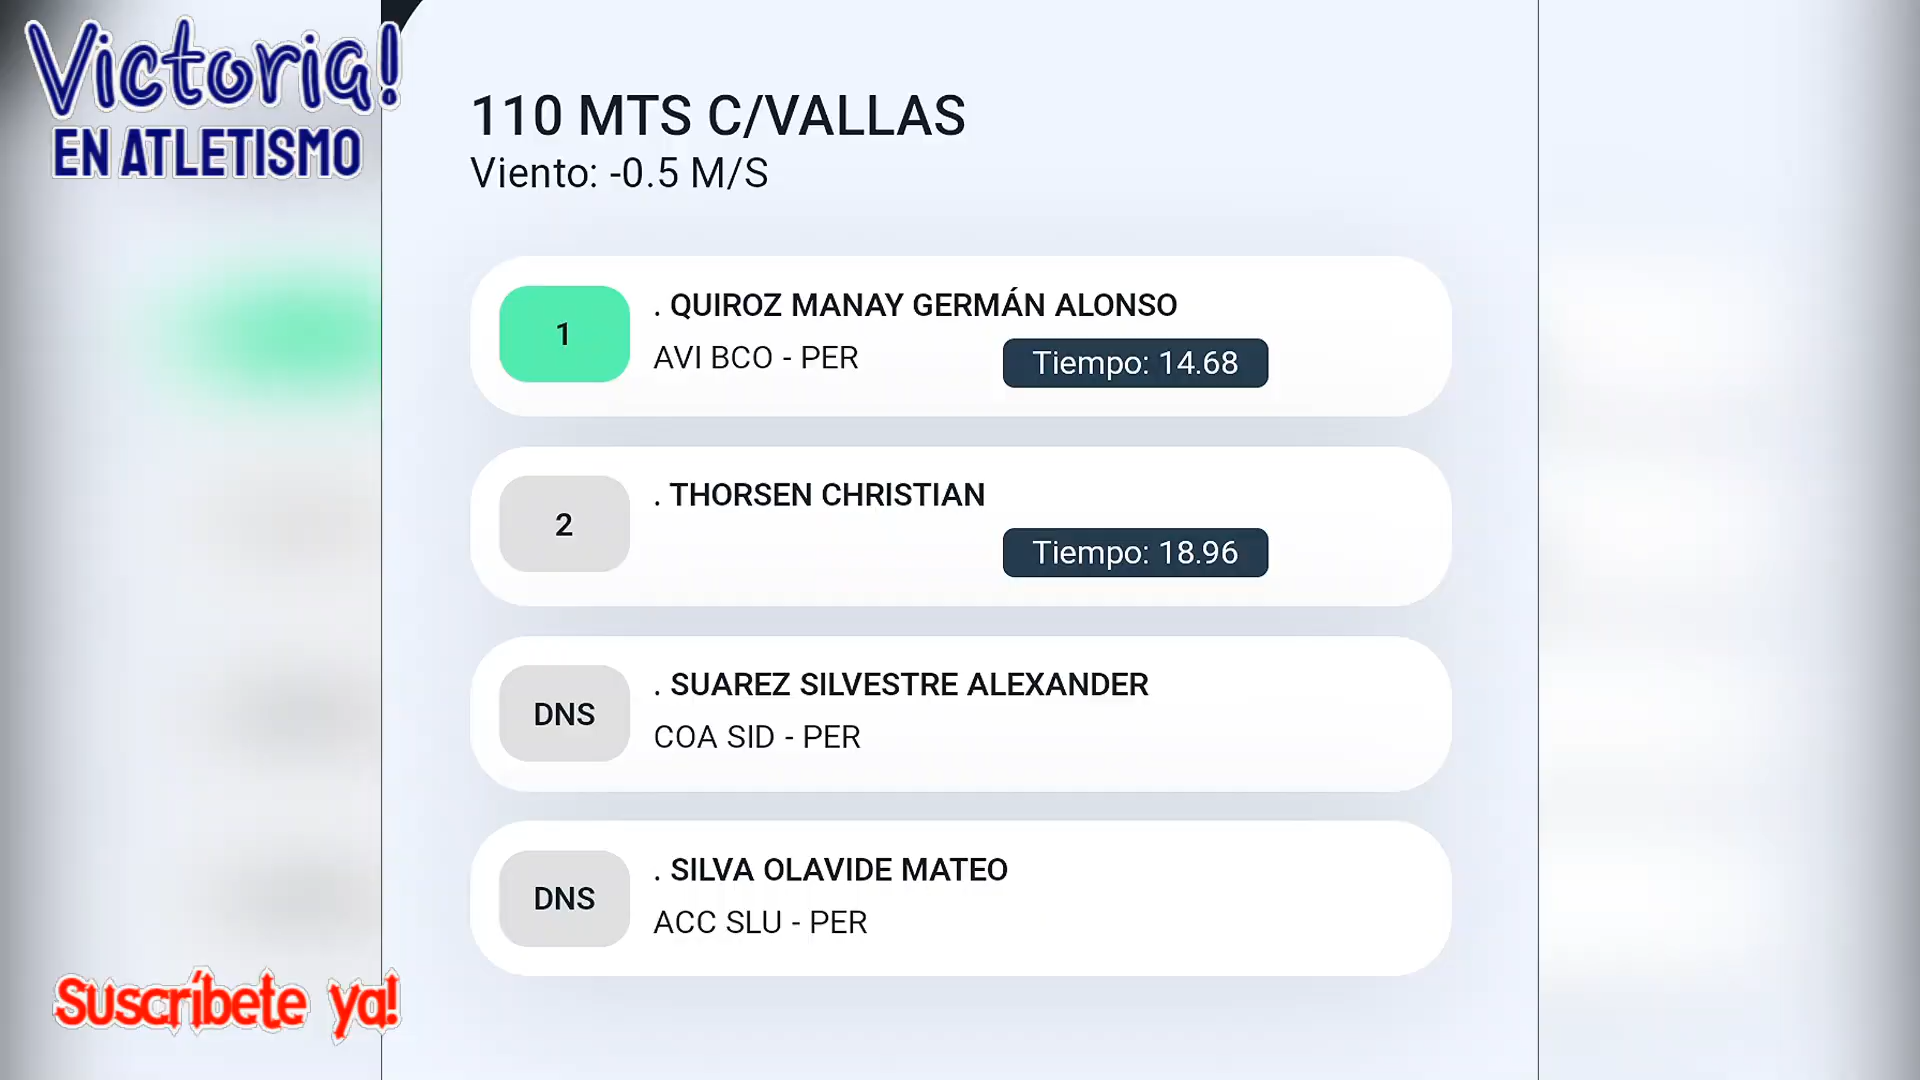 Victoria!
EN ATLETISMO
110 MTS C/VALLAS
Viento: -0.5 M/S
1
. QUIROZ MANAY GERMÁN ALONSO
AVI BCO - PER
Tiempo: 14.68
2
. THORSEN CHRISTIAN
Tiempo: 18.96
DNS
. SUAREZ SILVESTRE ALEXANDER
COA SID - PER
DNS
. SILVA OLAVIDE MATEO
ACC SLU - PER
Suscríbete ya!